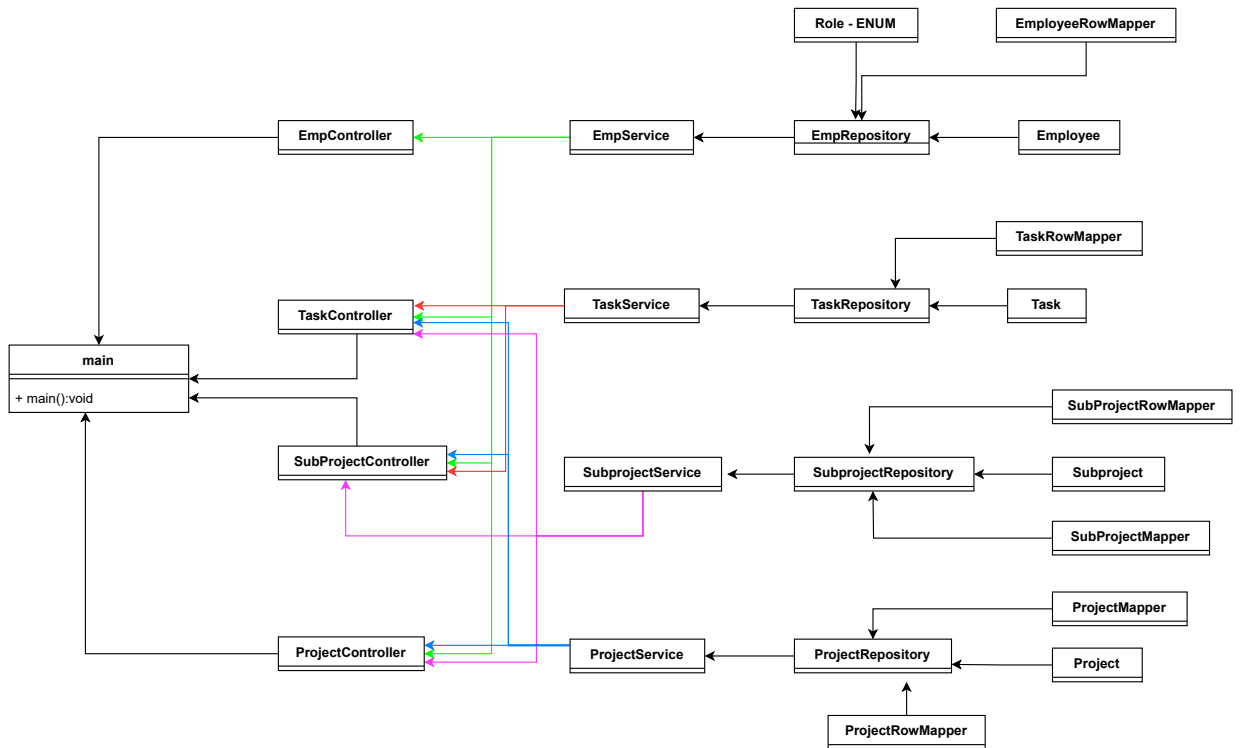 Role - ENUM
EmployeeRowMapper
EmpController
EmpService
EmpRepository
Employee
TaskRowMapper
TaskController
TaskService
TaskRepository
Task
main
+ main():void
SubProjectRowMapper
SubProjectController
SubprojectService
SubprojectRepository
Subproject
SubProjectMapper
ProjectMapper
ProjectController
ProjectService
ProjectRepository
Project
ProjectRowMapper